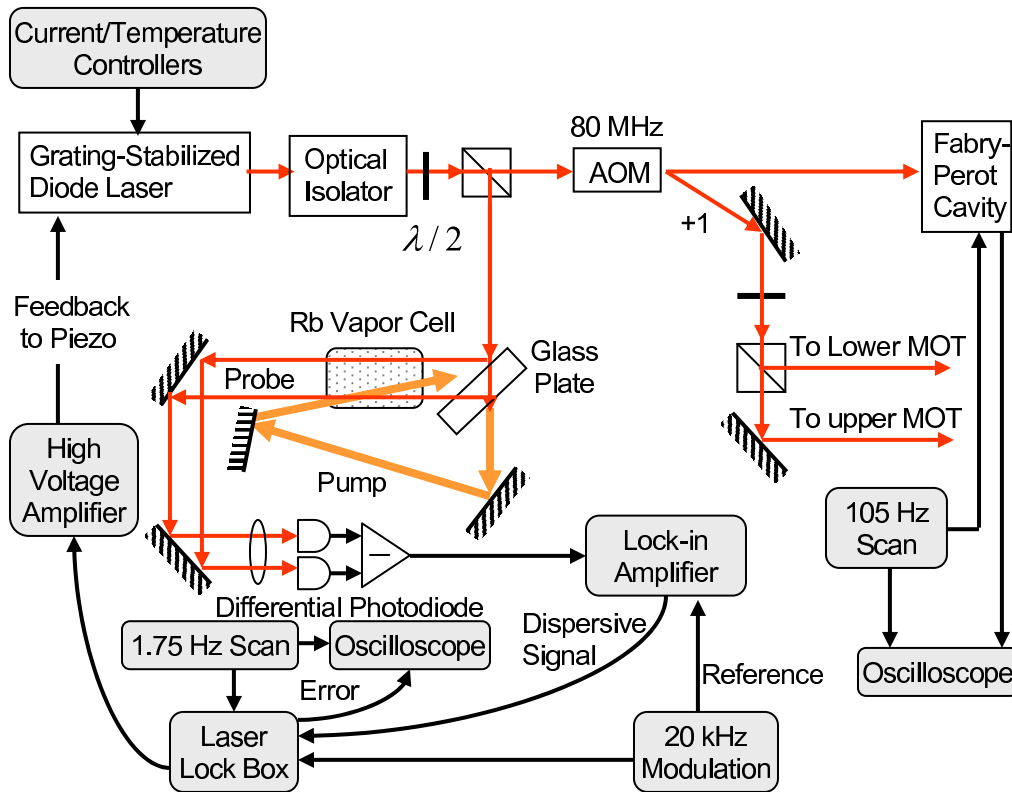 Current/Temperature
Controllers
80 MHz
Grating-Stabilized
Diode Laser
Optical
Isolator
AOM
Fabry-
Perot
Cavity
λ / 2
+1
Feedback
to Piezo
Rb Vapor Cell
Glass
Plate
Probe
To Lower MOT
To upper MOT
High
Voltage
Amplifier
Pump
105 Hz
Scan
−
Lock-in
Amplifier
Differential Photodiode
1.75 Hz Scan
Oscilloscope
Dispersive
Signal
Reference
Oscilloscope
Error
Laser
Lock Box
20 kHz
Modulation